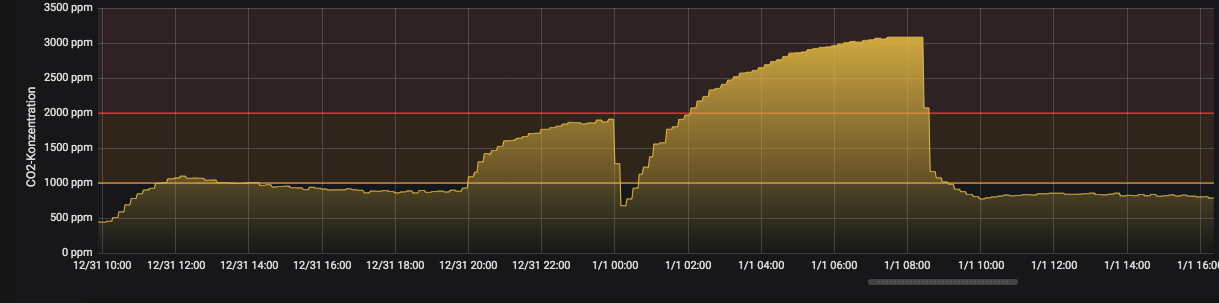 3500 ppm
3000 ppm
2500 ppm
2000 ppm
1500 ppm
1000 ppm
500 ppm
0 ppm
CO2-Konzentration
12/31 10:00 12/31 12:00 12/31 14:00 12/31 16:00 12/31 18:00 12/31 20:00 12/31 22:00 1/1 00:00 1/1 02:00 1/1 04:00 1/1 06:00 1/1 08:00 1/1 10:00 1/1 12:00 1/1 14:00 1/1 16:00